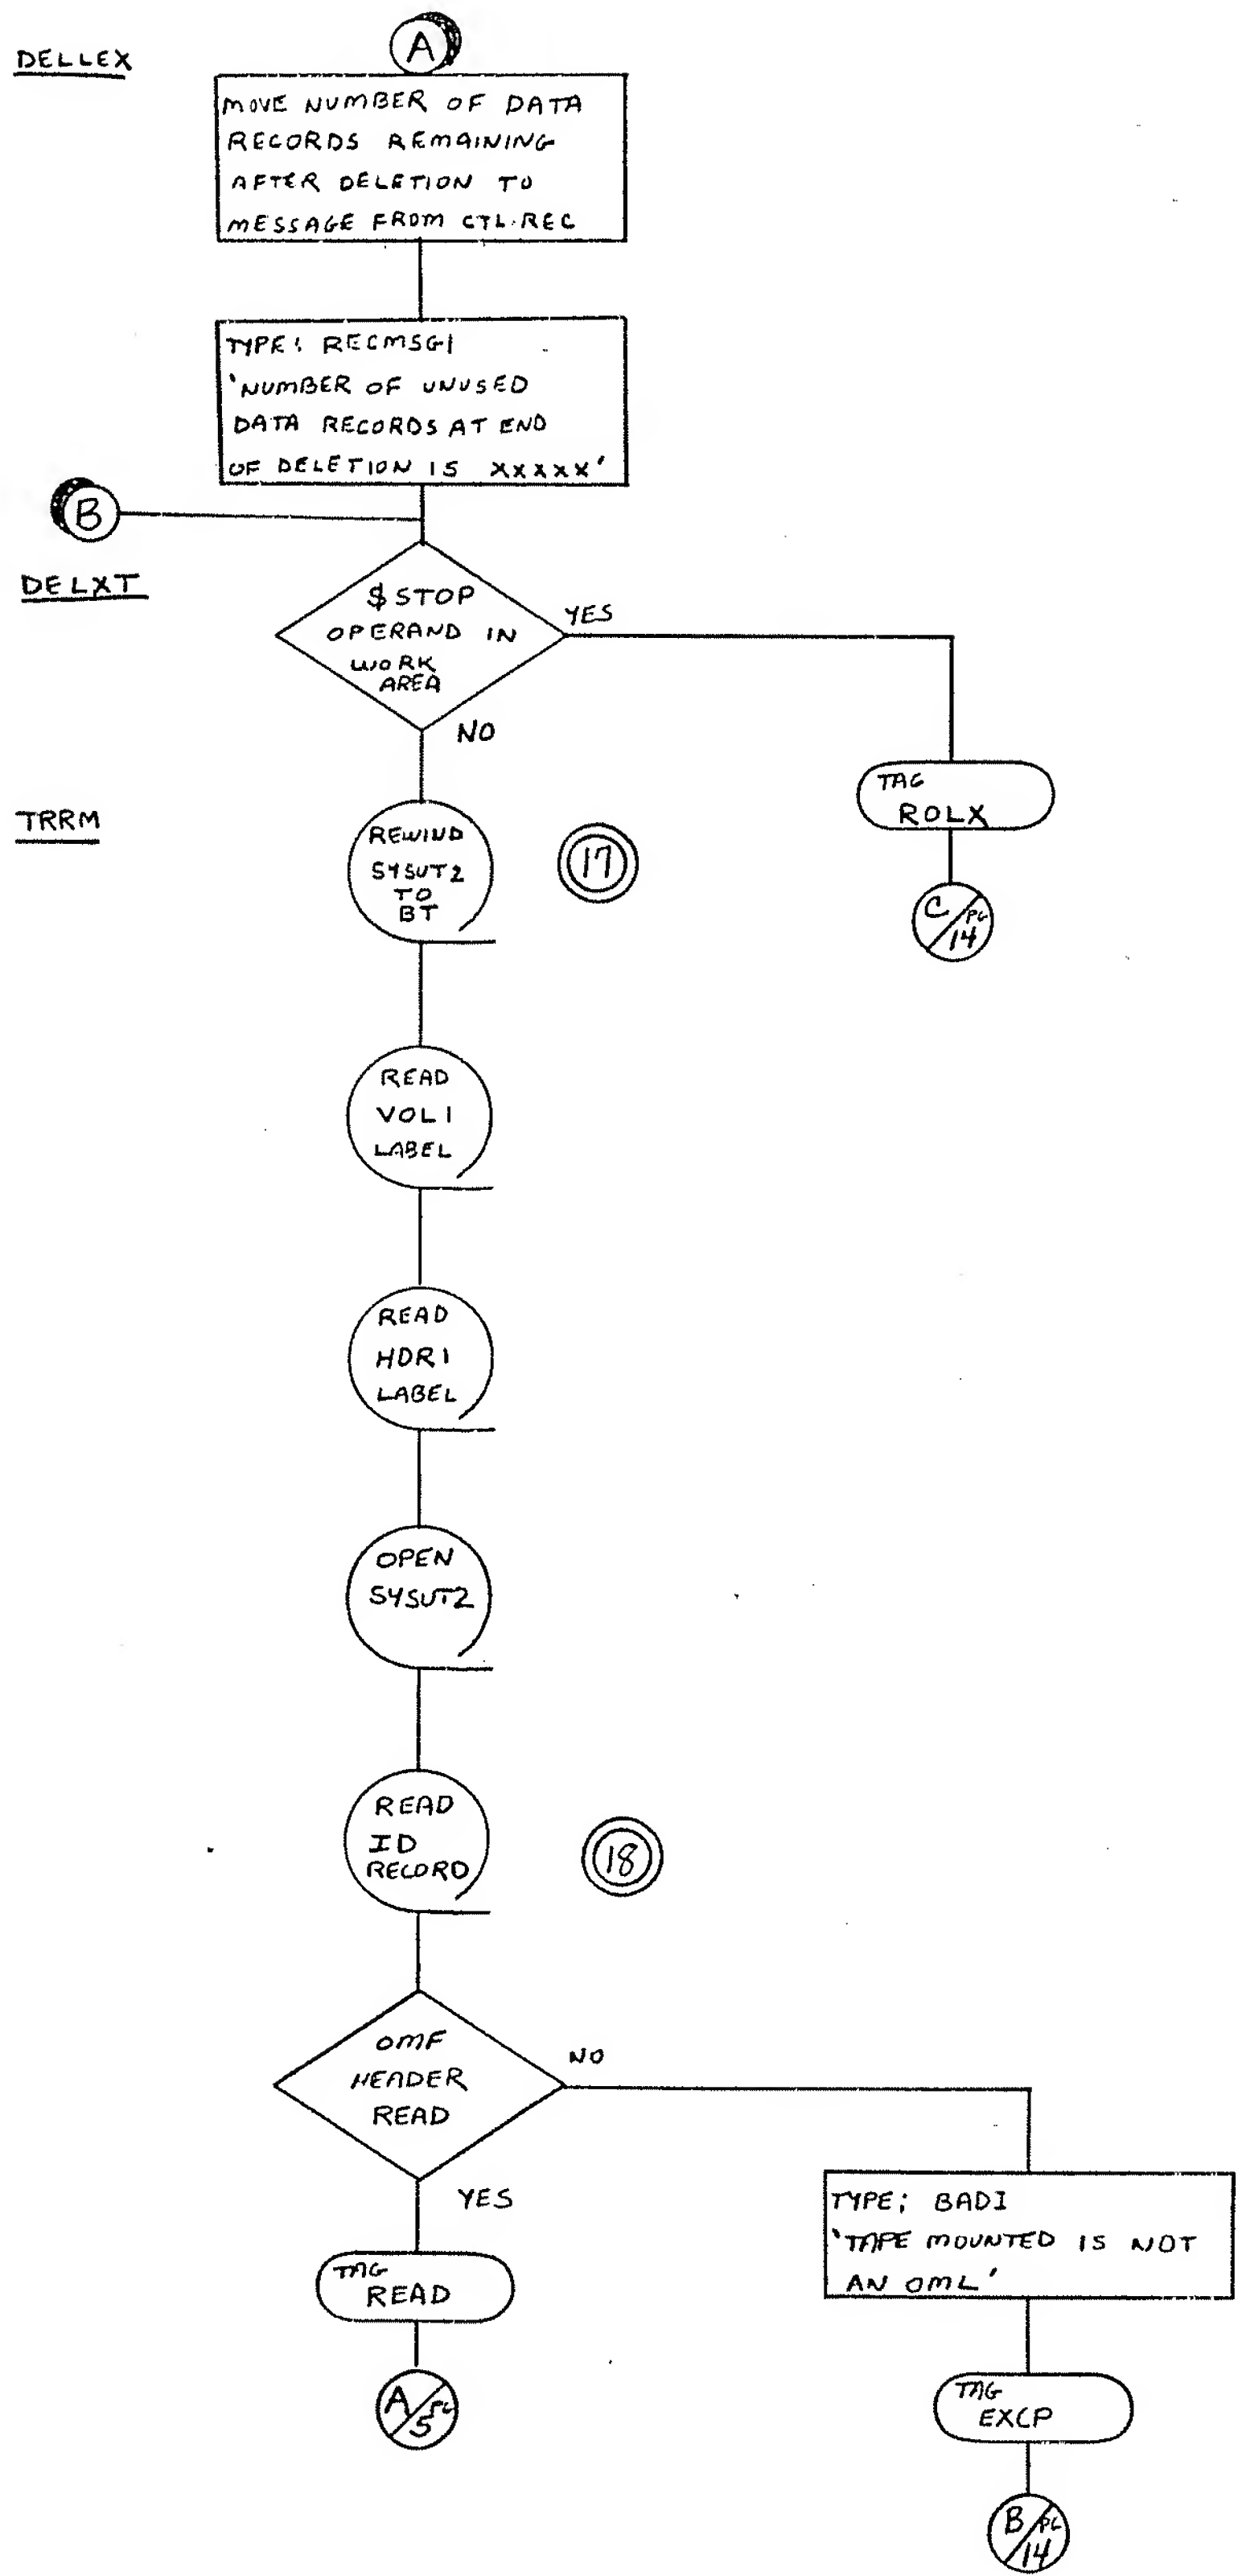 DELLEX
A
MOVE NUMBER OF DATA
RECORDS REMAINING
AFTER DELETION TO
MESSAGE FROM CTL.REC
TYPE: RECMSG1
'NUMBER OF UNUSED
DATA RECORDS AT END
OF DELETION IS XXXXX'
B
DELXT
$STOP
OPERAND IN
WORK
AREA
YES
NO
TAG
ROLX
C/PG
14
TRRM
REWIND
SYSUT2
TO
BT
17
READ
VOL1
LABEL
READ
HDR1
LABEL
OPEN
SYSUT2
READ
ID
RECORD
18
OMF
HEADER
READ
NO
YES
TYPE; BAD1
'TAPE MOUNTED IS NOT
AN OML'
TAG
READ
A/PG
5
TAG
EXCP
B/PG
14